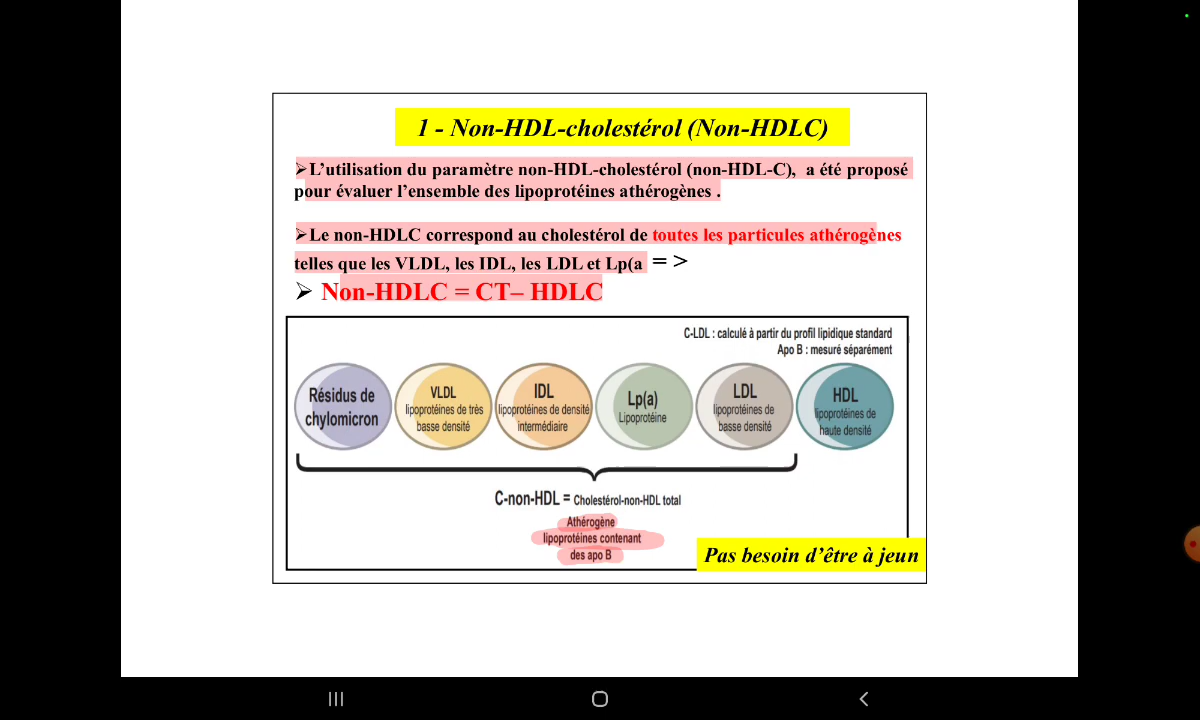 1 - Non-HDL-cholestérol (Non-HDLC)
➢L'utilisation du paramètre non-HDL-cholestérol (non-HDL-C), a été proposé
pour évaluer l'ensemble des lipoprotéines athérogènes .
➢Le non-HDLC correspond au cholestérol de toutes les particules athérogènes
telles que les VLDL, les IDL, les LDL et Lp(a = >
➢ Non-HDLC = CT– HDLC
C-LDL : calculé à partir du profil lipidique standard
Apo B : mesuré séparément
Résidus de
chylomicron
VLDL
lipoprotéines de très
basse densité
IDL
lipoprotéines de densité
intermédiaire
Lp(a)
Lipoprotéine
LDL
lipoprotéines de
basse densité
HDL
lipoprotéines de
haute densité
C-non-HDL = Cholestérol-non-HDL total
Athérogène
lipoprotéines contenant
des apo B
Pas besoin d'être à jeun